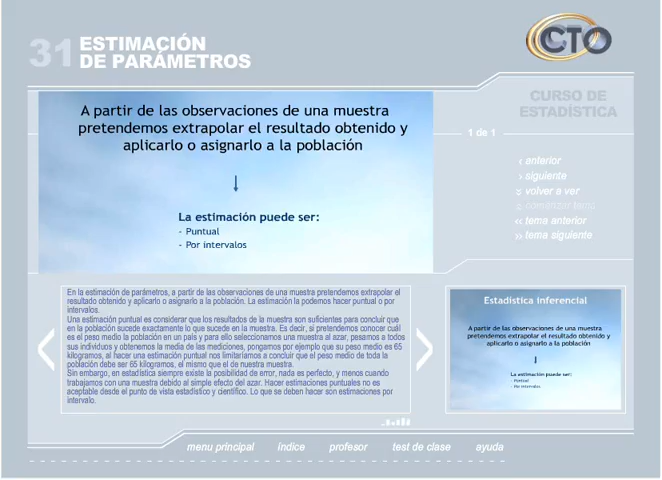 31 ESTIMACIÓN
DE PARÁMETROS
CTO
A partir de las observaciones de una muestra
pretendemos extrapolar el resultado obtenido y
aplicarlo o asignarlo a la población
La estimación puede ser:
- Puntual
- Por intervalos
CURSO DE
ESTADÍSTICA
1 de 1
‹ anterior
› siguiente
volver a ver
comenzar tema
‹‹ tema anterior
›› tema siguiente
En la estimación de parámetros, a partir de las observaciones de una muestra pretendemos extrapolar el
resultado obtenido y aplicarlo o asignarlo a la población. La estimación la podemos hacer puntual o por
intervalos.
Una estimación puntual es considerar que los resultados de la muestra son suficientes para concluir que
en la población sucede exactamente lo que sucede en la muestra. Es decir, si pretendemos conocer cuál
es el peso medio la población en un país y para ello seleccionamos una muestra al azar, pesamos a todos
sus individuos y obtenemos la media de las mediciones, pongamos por ejemplo que su peso medio es 65
kilogramos, al hacer una estimación puntual nos limitaríamos a concluir que el peso medio de toda la
población debe ser 65 kilogramos, el mismo que el de nuestra muestra.
Sin embargo, en estadística siempre existe la posibilidad de error, nada es perfecto, y menos cuando
trabajamos con una muestra debido al simple efecto del azar. Hacer estimaciones puntuales no es
aceptable desde el punto de vista estadístico y científico. Lo que se deben hacer son estimaciones por
intervalo.
Estadística inferencial
A partir de las observaciones de una muestra
pretendemos extrapolar el resultado obtenido y
aplicarlo o asignarlo a la población
La estimación puede ser:
- Puntual
- Por intervalos
menu principal índice profesor test de clase ayuda